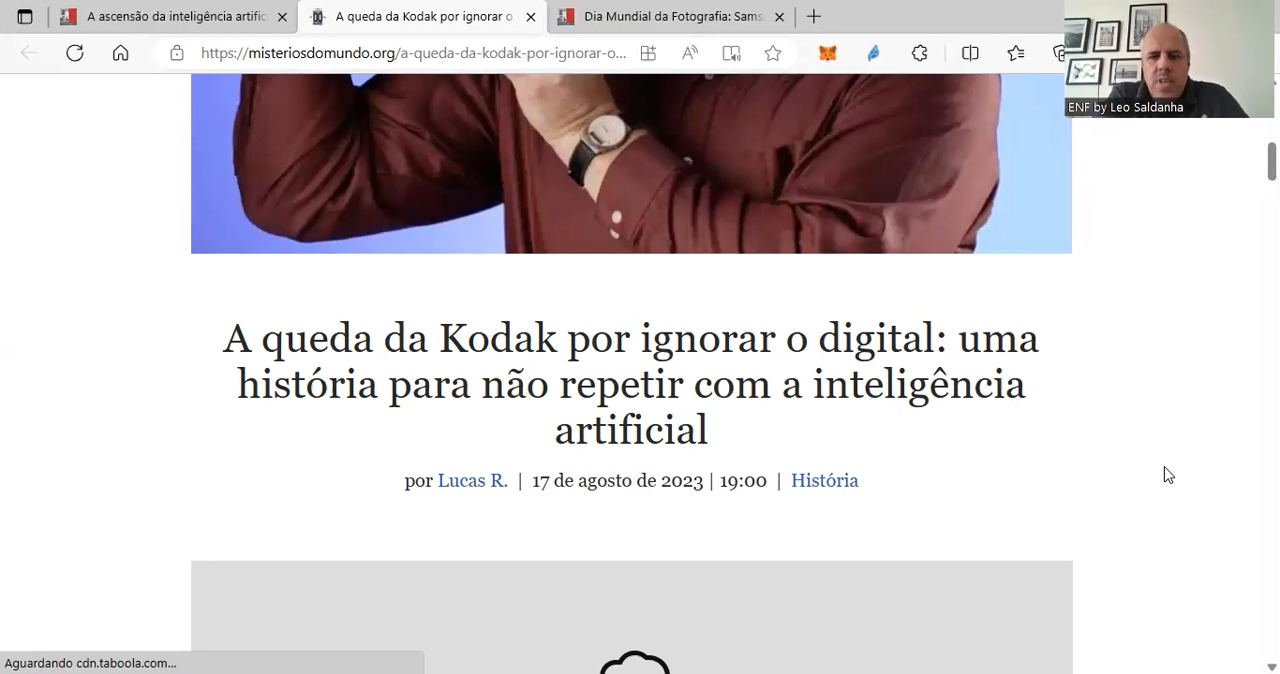 A ascensão da inteligência artific
A queda da Kodak por ignorar o
Dia Mundial da Fotografia: Sams
https://misteriosdomundo.org/a-queda-da-kodak-por-ignorar-o...
ENF by Leo Saldanha
A queda da Kodak por ignorar o digital: uma
história para não repetir com a inteligência
artificial
por Lucas R. | 17 de agosto de 2023 | 19:00 | História
Aguardando cdn.taboola.com...